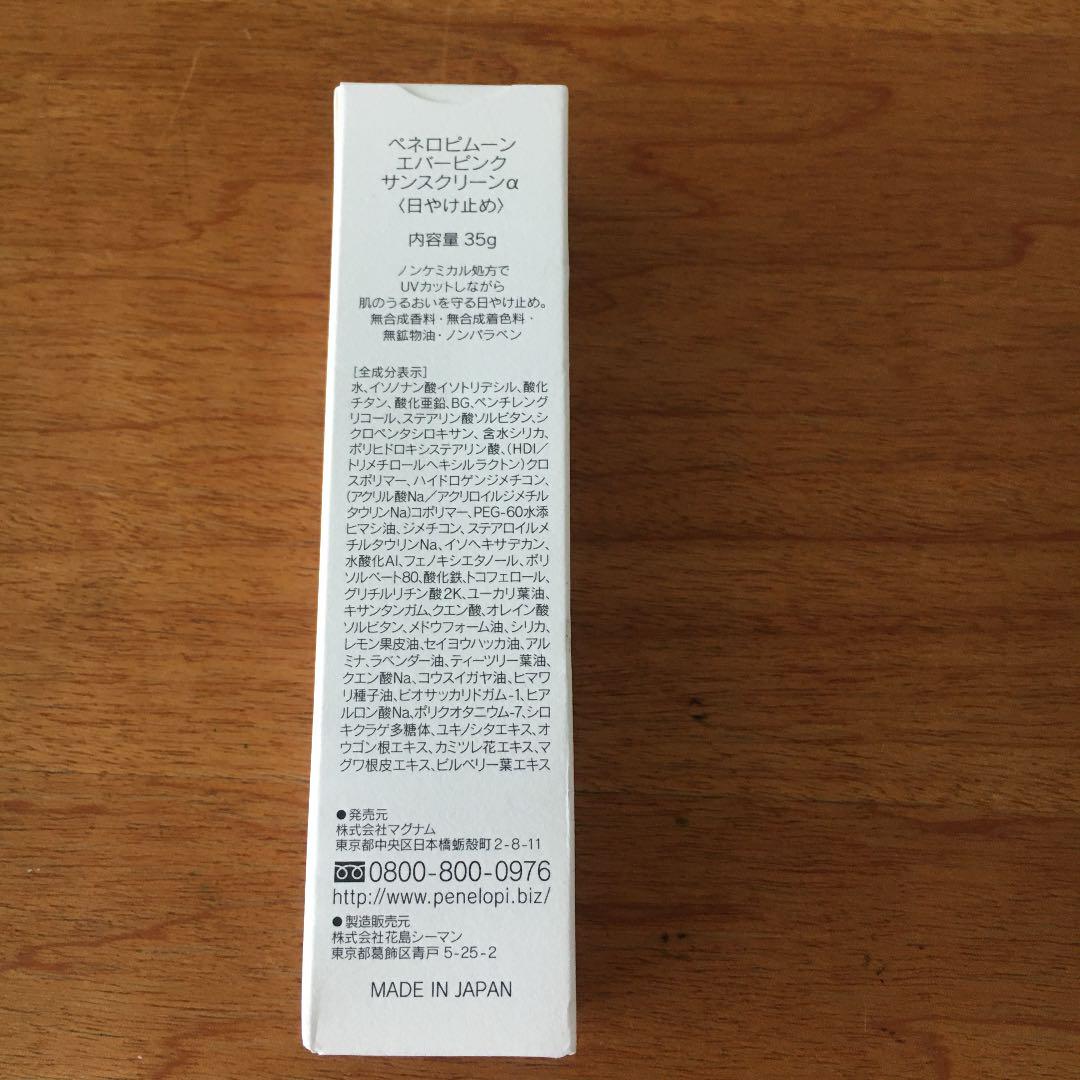 ペネロピムーン
エバーピンク
サンスクリーンα
〈日やけ止め〉
内容量 35g
ノンケミカル処方で
UVカットしながら
肌のうるおいを守る日やけ止め。
無合成香料・無合成着色料・
無鉱物油・ノンパラベン
[全成分表示]
水、イソノナン酸イソトリデシル、酸化
チタン、酸化亜鉛、BG、ペンチレング
リコール、ステアリン酸ソルビタン、シ
クロペンタシロキサン、含水シリカ、
ポリヒドロキシステアリン酸、(HDI/
トリメチロールヘキシルラクトン)クロ
スポリマー、ハイドロゲンジメチコン、
(アクリル酸Na/アクリロイルジメチル
タウリンNa)コポリマー、PEG-60水添
ヒマシ油、ジメチコン、ステアロイルメ
チルタウリンNa、イソヘキサデカン、
水酸化Al、フェノキシエタノール、ポリ
ソルベート80、酸化鉄、トコフェロール、
グリチルリチン酸2K、ユーカリ葉油、
キサンタンガム、クエン酸、オレイン酸
ソルビタン、メドウフォーム油、シリカ、
レモン果皮油、セイヨウハッカ油、アル
ミナ、ラベンダー油、ティーツリー葉油、
クエン酸Na、コウスイガヤ油、ヒマワ
リ種子油、ビオサッカリドガム-1、ヒア
ルロン酸Na、ポリクオタニウム-7、シロ
キクラゲ多糖体、ユキノシタエキス、オ
ウゴン根エキス、カミツレ花エキス、マ
グワ根皮エキス、ビルベリー葉エキス
●発売元
株式会社マグナム
東京都中央区日本橋蛎殻町2-8-11
0800-800-0976
http://www.penelopi.biz/
●製造販売元
株式会社花島シーマン
東京都葛飾区青戸 5-25-2
MADE IN JAPAN